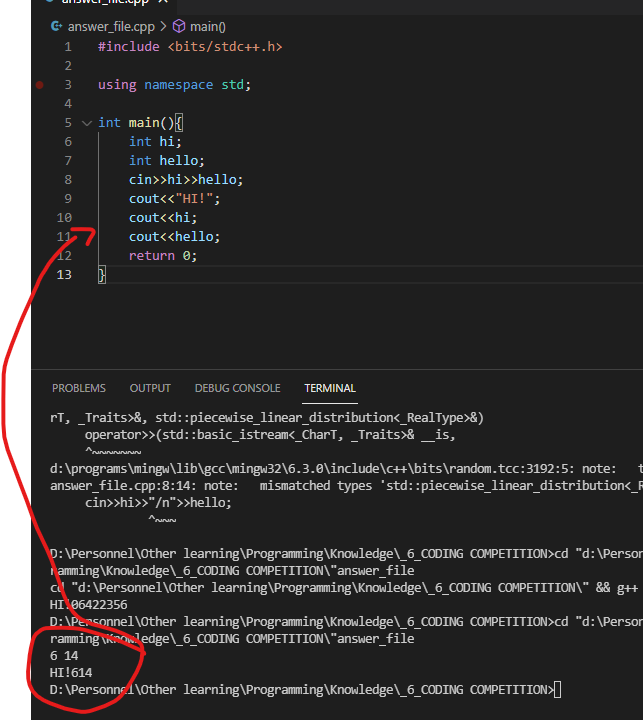 answer_file.cpp
answer_file.cpp > main()
1 #include <bits/stdc++.h>
2
3 using namespace std;
4
5 int main(){
6 int hi;
7 int hello;
8 cin>>hi>>hello;
9 cout<<"HI!";
10 cout<<hi;
11 cout<<hello;
12 return 0;
13 }
PROBLEMS OUTPUT DEBUG CONSOLE TERMINAL
rT, _Traits>&, std::piecewise_linear_distribution<_RealType>&)
operator>>(std::basic_istream<_CharT, _Traits>& __is,
^~~~~~~~
d:\programs\mingw\lib\gcc\mingw32\6.3.0\include\c++\bits\random.tcc:3192:5: note: t
answer_file.cpp:8:14: note: mismatched types 'std::piecewise_linear_distribution<_R
cin>>hi>>"/n">>hello;
^~~~
D:\Personnel\Other learning\Programming\Knowledge\_6_CODING COMPETITION>cd "d:\Person
ramming\Knowledge\_6_CODING COMPETITION\"answer_file
cd "d:\Personnel\Other learning\Programming\Knowledge\_6_CODING COMPETITION\" && g++
HI!06422356
D:\Personnel\Other learning\Programming\Knowledge\_6_CODING COMPETITION>cd "d:\Person
ramming\Knowledge\_6_CODING COMPETITION\"answer_file
6 14
HI!614
D:\Personnel\Other learning\Programming\Knowledge\_6_CODING COMPETITION>